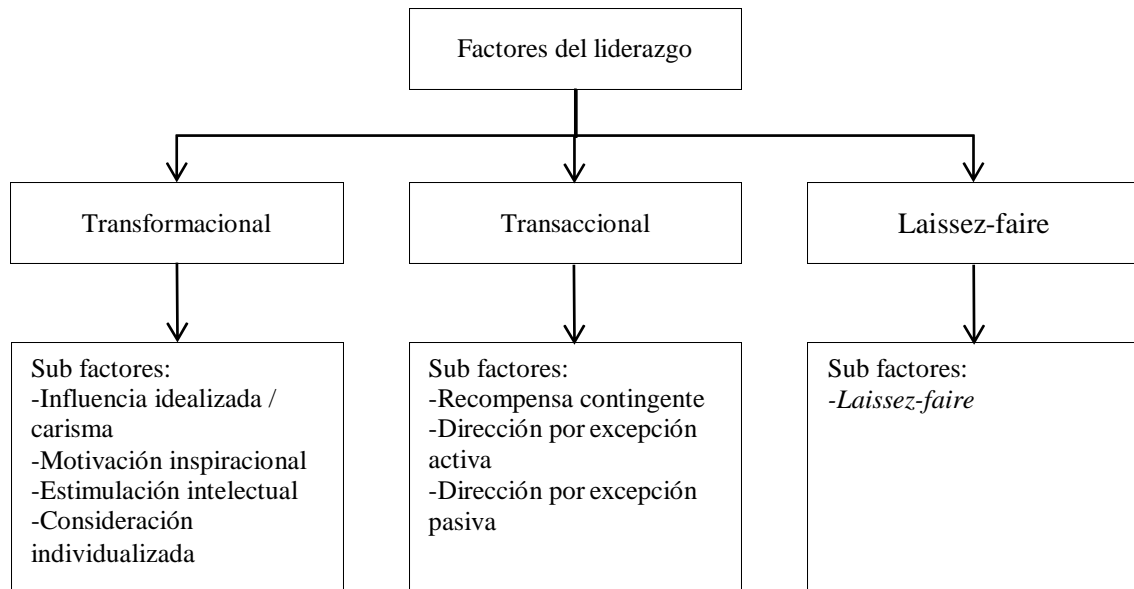 Factores del liderazgo
Transformacional
Transaccional
Laissez-faire
Sub factores:
-Influencia idealizada /
carisma
-Motivación inspiracional
-Estimulación intelectual
-Consideración
individualizada
Sub factores:
-Recompensa contingente
-Dirección por excepción
activa
-Dirección por excepción
pasiva
Sub factores:
-Laissez-faire